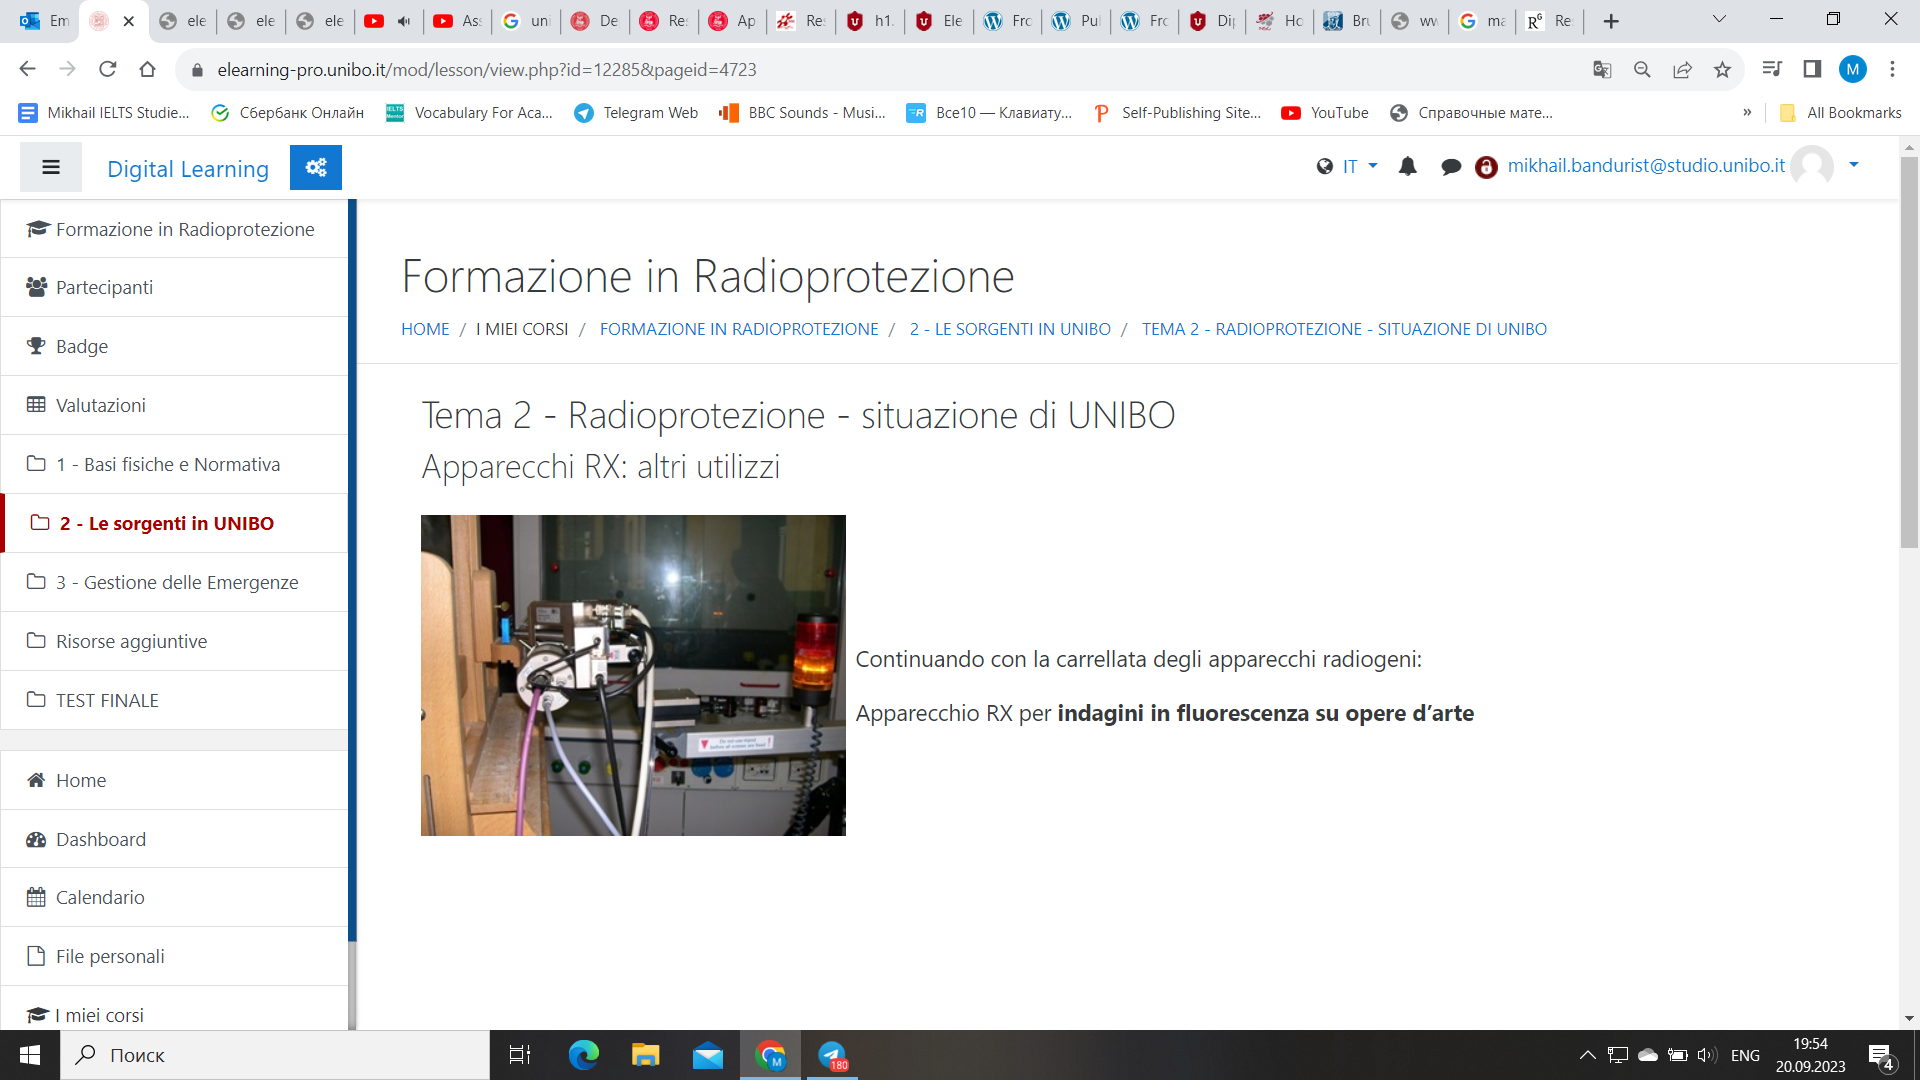 Em
ele
ele
ele
Ass
uni
De
Res
Ap
Res
h1.
Ele
Fro
Pul
Fro
Dip
Ho
Bru
ww
ma
Re:
elearning-pro.unibo.it/mod/lesson/view.php?id=12285&pageid=4723
M
Mikhail IELTS Studie...
Сбербанк Онлайн
Vocabulary For Aca...
Telegram Web
BBC Sounds - Musi...
Все10 — Клавиату...
Self-Publishing Site...
YouTube
Справочные мате...
»
All Bookmarks
Digital Learning
IT
mikhail.bandurist@studio.unibo.it
Formazione in Radioprotezione
Partecipanti
Badge
Valutazioni
1 - Basi fisiche e Normativa
2 - Le sorgenti in UNIBO
3 - Gestione delle Emergenze
Risorse aggiuntive
TEST FINALE
Home
Dashboard
Calendario
File personali
I miei corsi
Formazione in Radioprotezione
HOME / I MIEI CORSI / FORMAZIONE IN RADIOPROTEZIONE / 2 - LE SORGENTI IN UNIBO / TEMA 2 - RADIOPROTEZIONE - SITUAZIONE DI UNIBO
Tema 2 - Radioprotezione - situazione di UNIBO
Apparecchi RX: altri utilizzi
Continuando con la carrellata degli apparecchi radiogeni:
Apparecchio RX per indagini in fluorescenza su opere d’arte
Поиск
M
180
ENG
19:54
20.09.2023
4